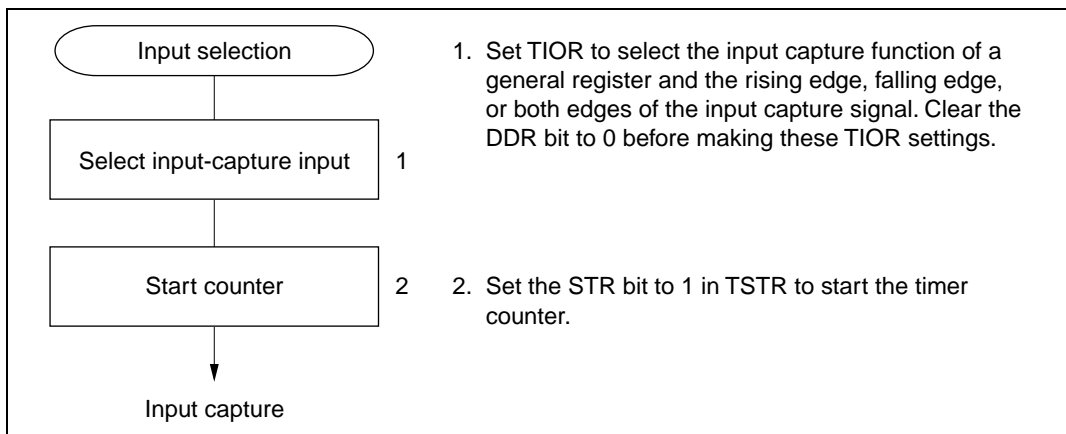 Input selection
Select input-capture input 1
Start counter 2
Input capture
1. Set TIOR to select the input capture function of a
general register and the rising edge, falling edge,
or both edges of the input capture signal. Clear the
DDR bit to 0 before making these TIOR settings.
2. Set the STR bit to 1 in TSTR to start the timer
counter.